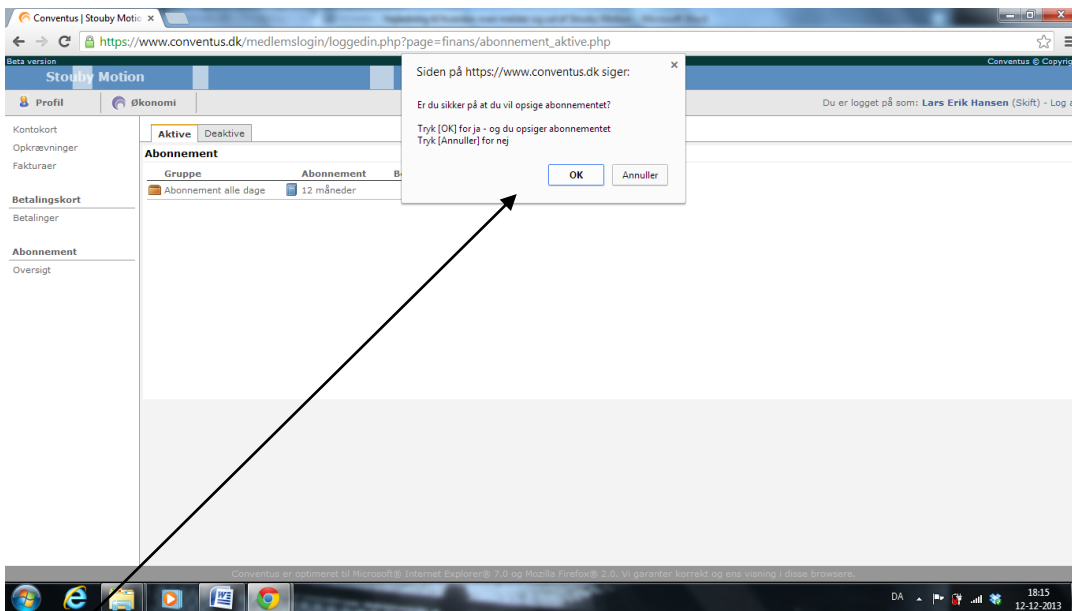 Conventus | Stouby Motio
https://www.conventus.dk/medlemslogin/loggedin.php?page=finans/abonnement_aktive.php
Beta version
Conventus © Copyrig
Stouby Motion
Profil
Økonomi
Du er logget på som: Lars Erik Hansen (Skift) - Log a
Siden på https://www.conventus.dk siger:
Er du sikker på at du vil opsige abonnementet?
Tryk [OK] for ja - og du opsiger abonnementet
Tryk [Annuller] for nej
OK
Annuller
Kontokort
Opkrævninger
Fakturaer
Betalingskort
Betalinger
Abonnement
Oversigt
Aktive
Deaktive
Abonnement
Gruppe Abonnement
Abonnement alle dage 12 måneder
Conventus er optimeret til Microsoft® Internet Explorer® 7.0 og Mozilla Firefox® 2.0. Vi garanter korrekt og ens visning i disse browsere.
DA
18:15
12-12-2013